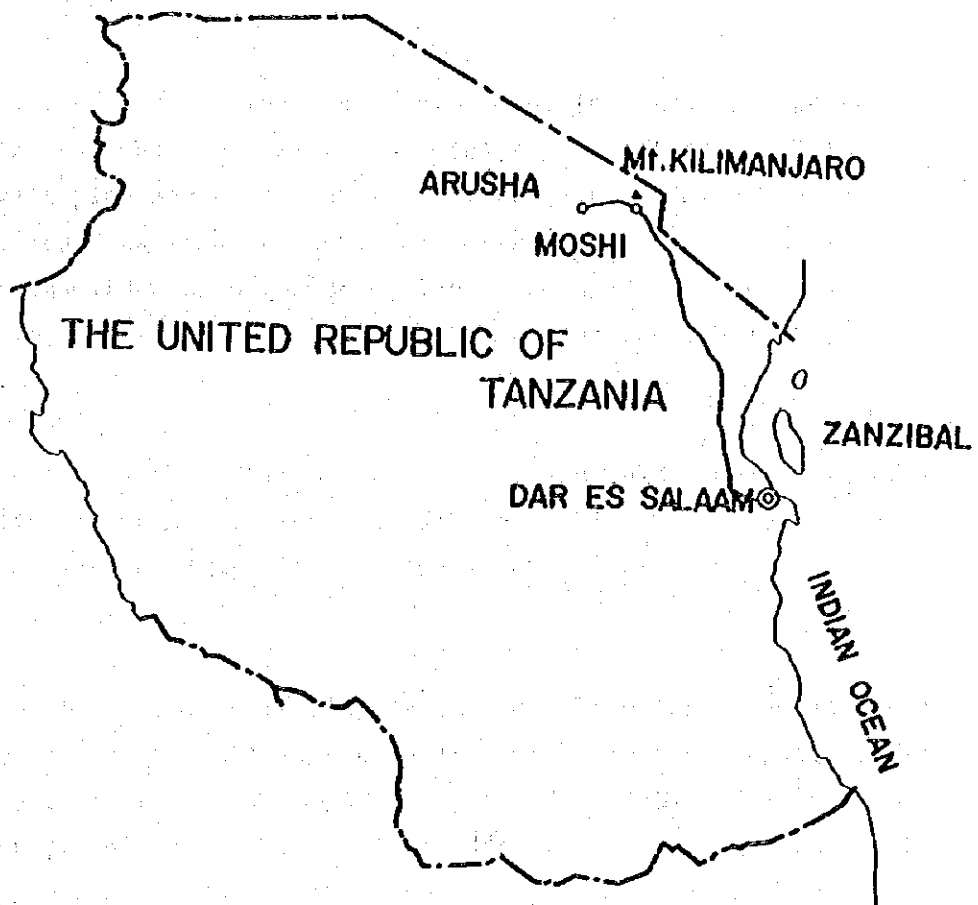 Mt.KILIMANJARO
ARUSHA
MOSHI
THE UNITED REPUBLIC OF
TANZANIA
ZANZIBAL
DAR ES SALAAM
INDIAN OCEAN